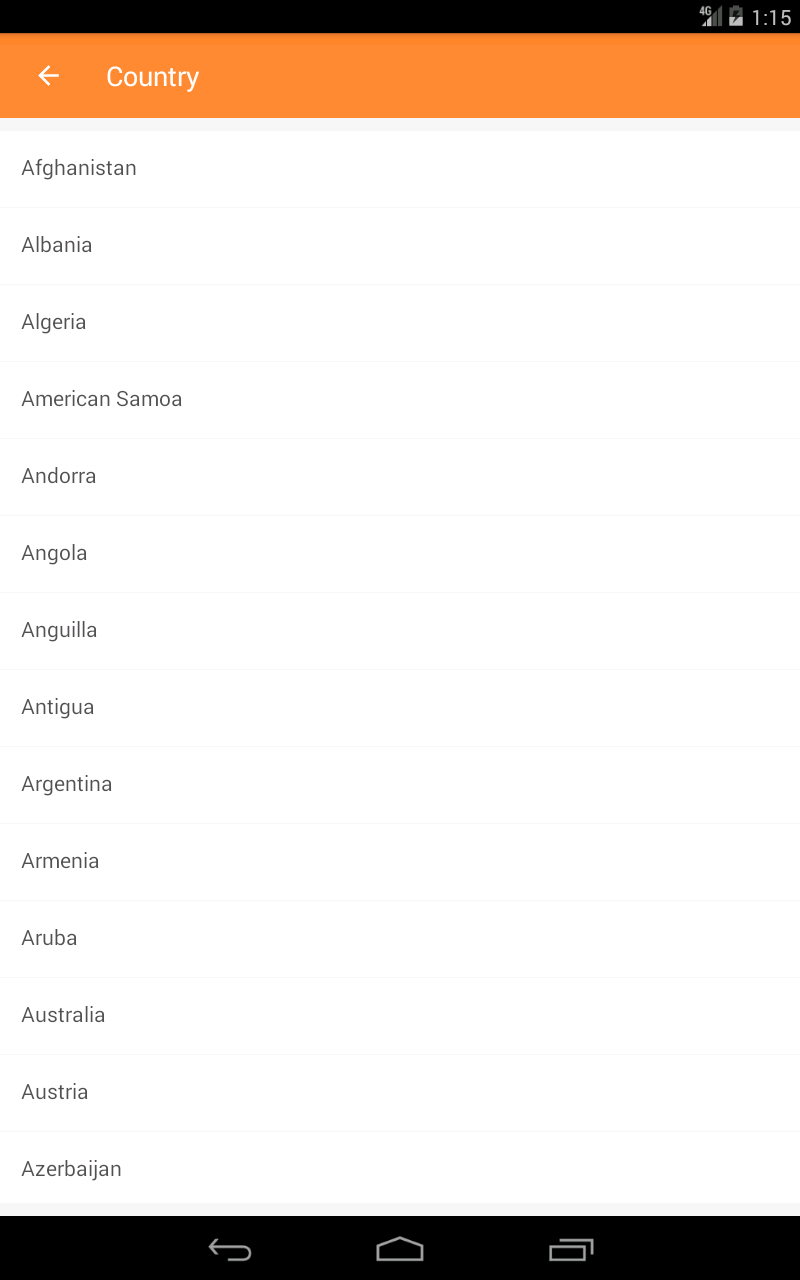 4G 1:15
Country
Afghanistan
Albania
Algeria
American Samoa
Andorra
Angola
Anguilla
Antigua
Argentina
Armenia
Aruba
Australia
Austria
Azerbaijan